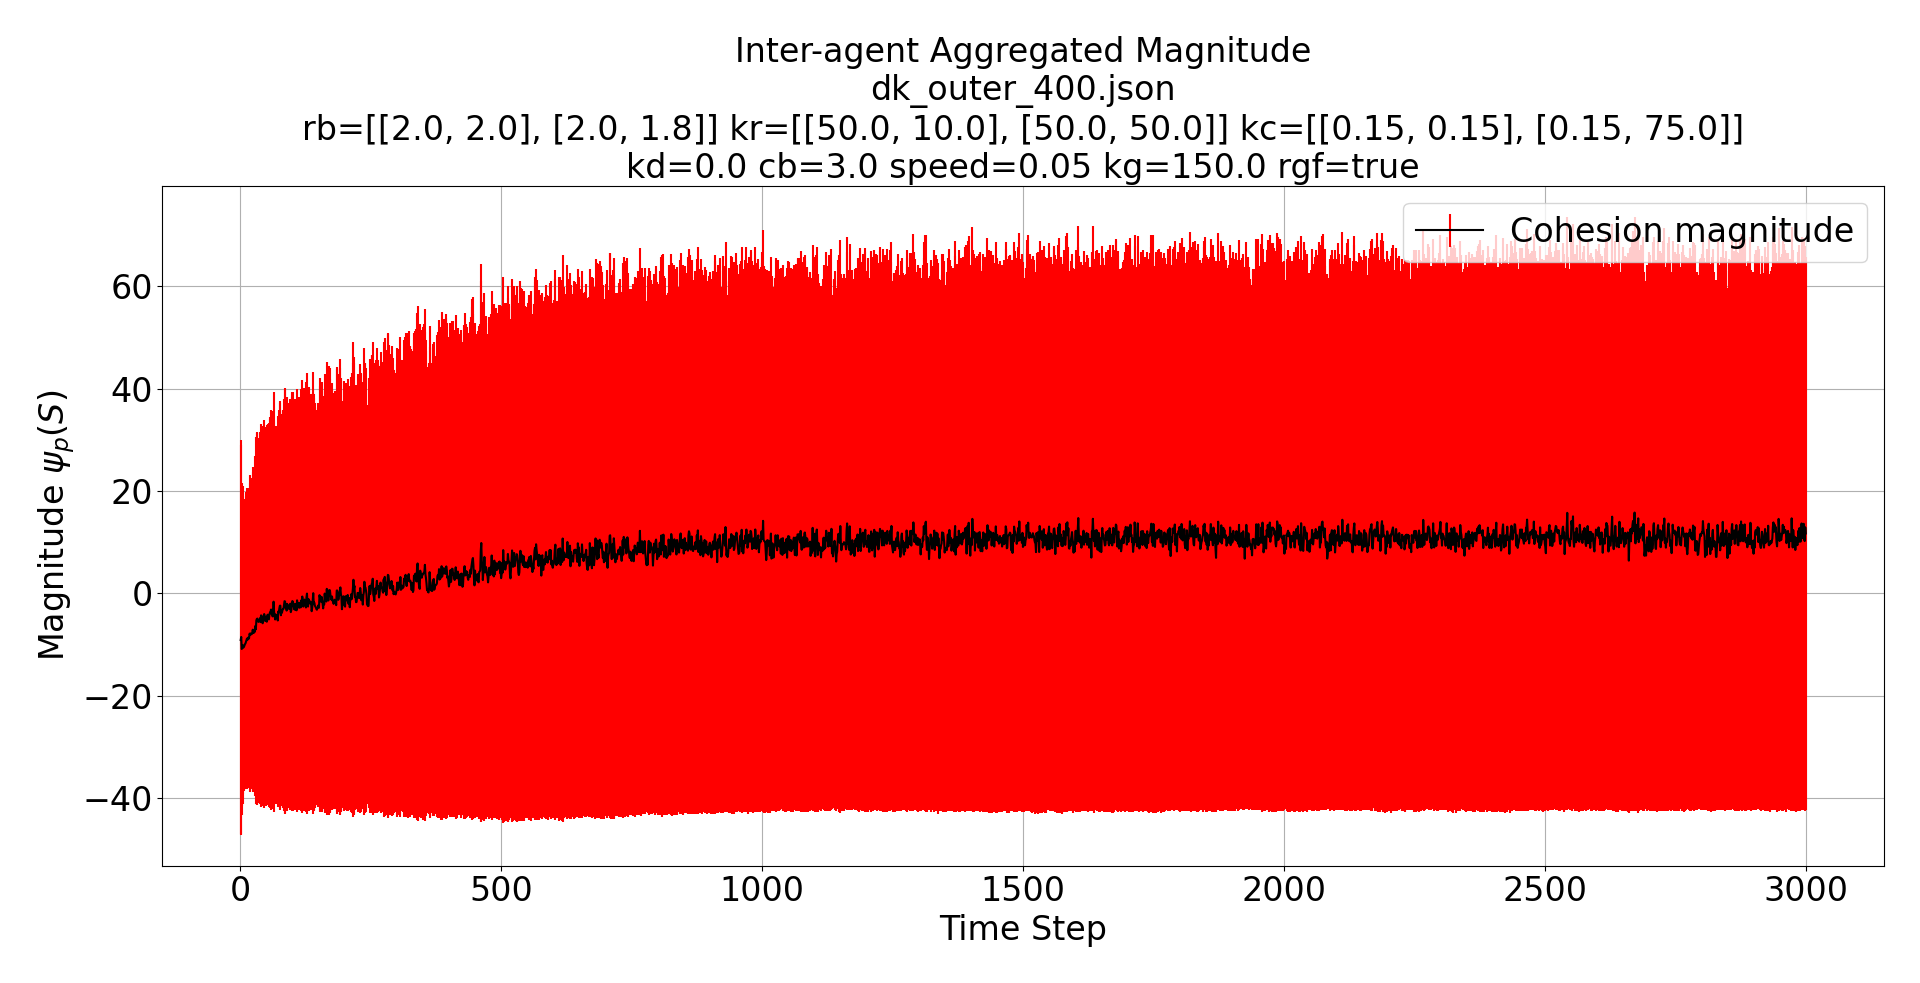 Inter-agent Aggregated Magnitude
dk_outer_400.json
rb=[[2.0, 2.0], [2.0, 1.8]] kr=[[50.0, 10.0], [50.0, 50.0]] kc=[[0.15, 0.15], [0.15, 75.0]]
kd=0.0 cb=3.0 speed=0.05 kg=150.0 rgf=true
Cohesion magnitude
Magnitude ψ_p(S)
60
40
20
0
−20
−40
0 500 1000 1500 2000 2500 3000
Time Step